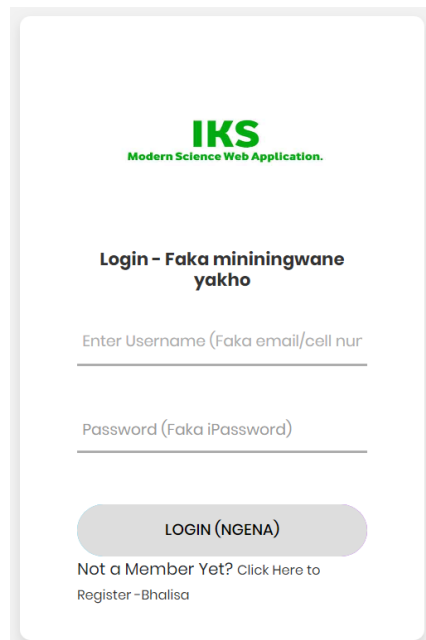 IKS
Modern Science Web Application.
Login - Faka mininingwane
yakho
Enter Username (Faka email/cell nur
Password (Faka iPassword)
LOGIN (NGENA)
Not a Member Yet? Click Here to
Register -Bhalisa